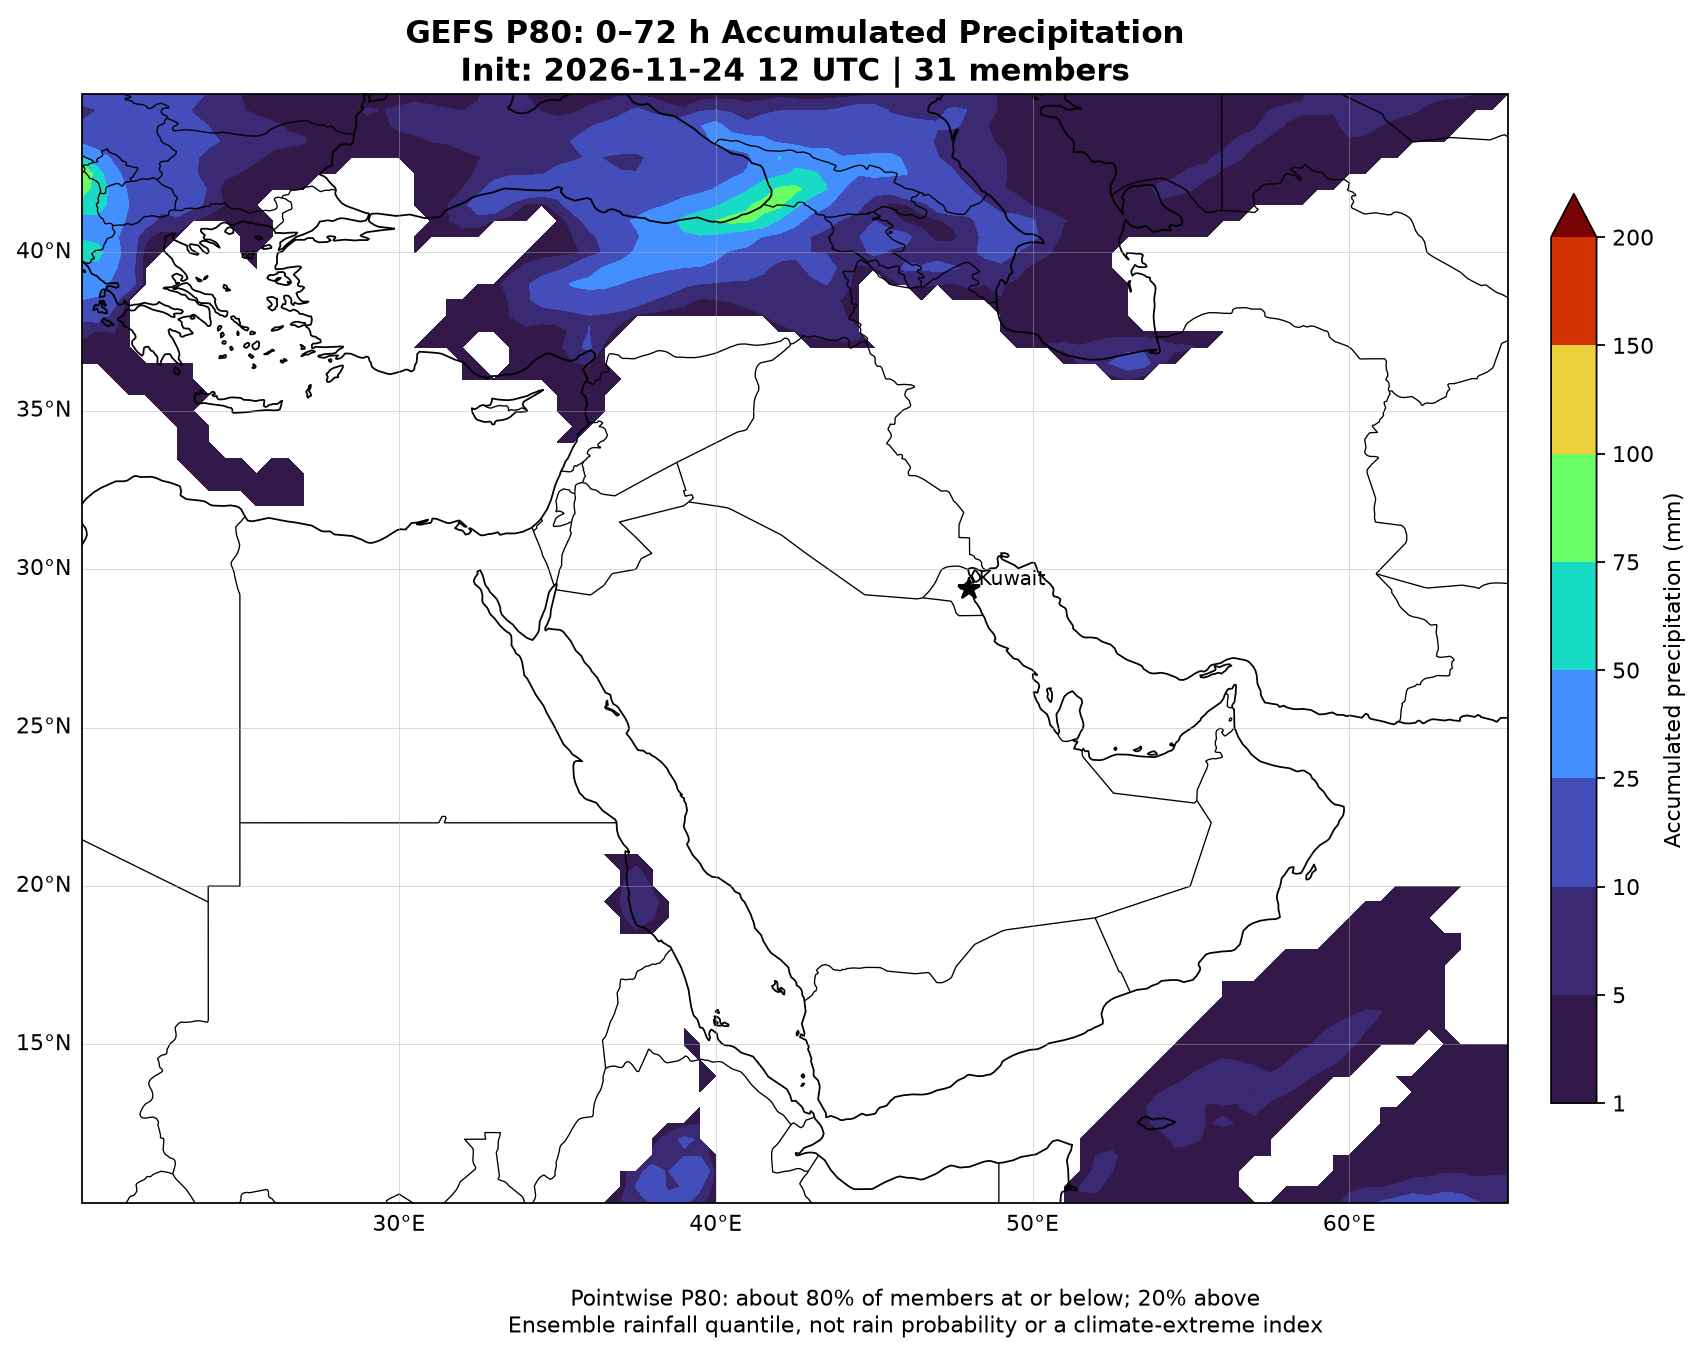 GEFS P80: 0–72 h Accumulated Precipitation
Init: 2026-11-24 12 UTC | 31 members
40°N
35°N
30°N
25°N
20°N
15°N
30°E
40°E
50°E
60°E
Kuwait
200
150
100
75
50
25
10
5
1
Accumulated precipitation (mm)
Pointwise P80: about 80% of members at or below; 20% above
Ensemble rainfall quantile, not rain probability or a climate-extreme index